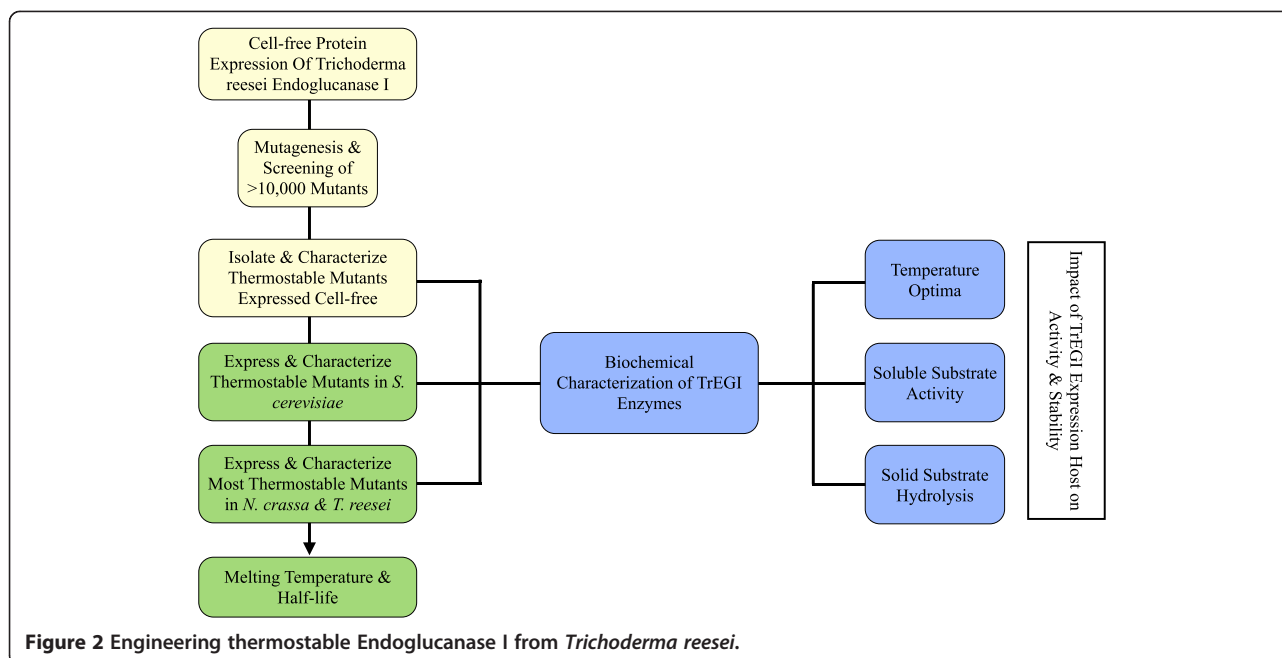 Cell-free Protein
Expression Of Trichoderma
reesei Endoglucanase I
Mutagenesis &
Screening of
>10,000 Mutants
Isolate & Characterize
Thermostable Mutants
Expressed Cell-free
Express & Characterize
Thermostable Mutants in S.
cerevisiae
Express & Characterize
Most Thermostable Mutants
in N. crassa & T. reesei
Melting Temperature &
Half-life
Biochemical
Characterization of TrEGI
Enzymes
Temperature
Optima
Soluble Substrate
Activity
Solid Substrate
Hydrolysis
Impact of TrEGI Expression Host on
Activity & Stability
Figure 2 Engineering thermostable Endoglucanase I from Trichoderma reesei.